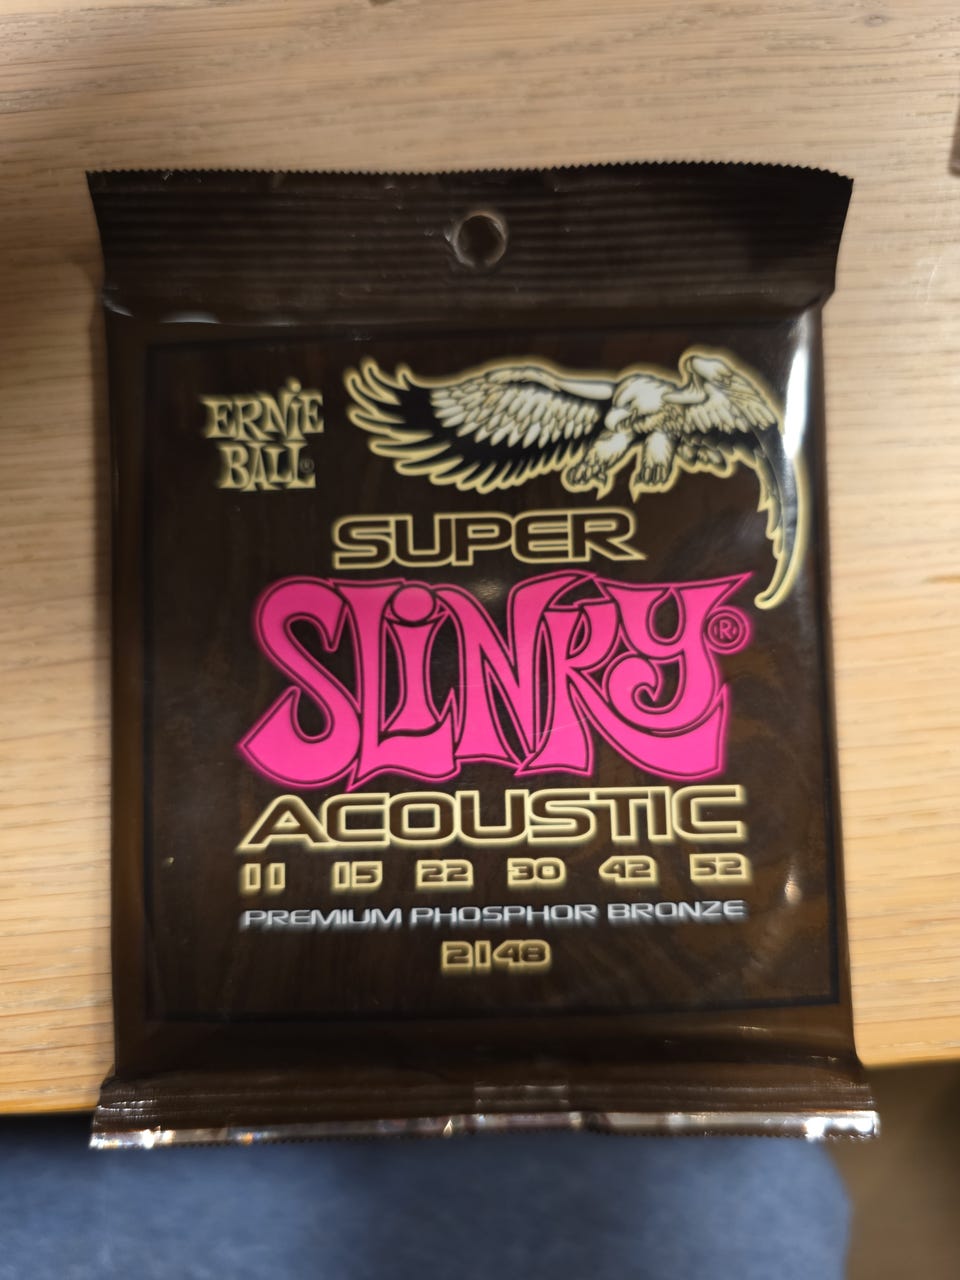 ERNiE
BALL®
SUPER
SLiNKY®
ACOUSTIC
11 15 22 30 42 52
PREMIUM PHOSPHOR BRONZE
2148